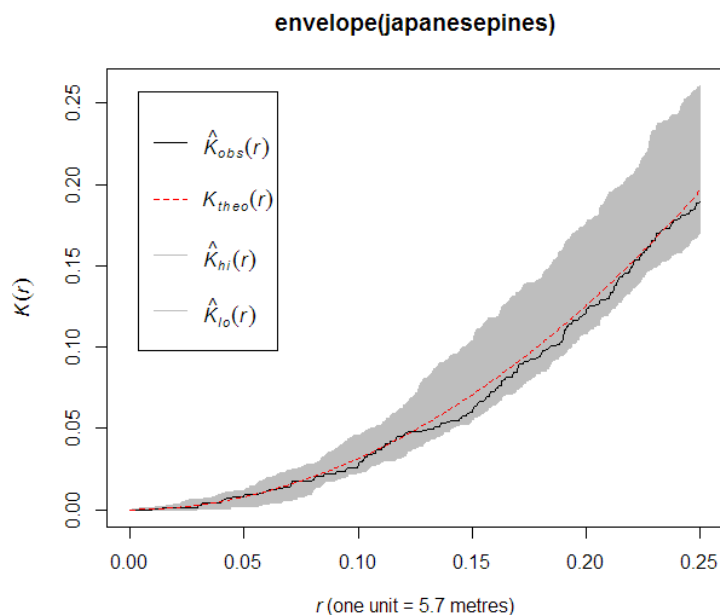 envelope(japanesepines)
K̂obs(r)
Ktheo(r)
K̂hi(r)
K̂lo(r)
K(r)
0.25
0.20
0.15
0.10
0.05
0.00
0.00 0.05 0.10 0.15 0.20 0.25
r (one unit = 5.7 metres)